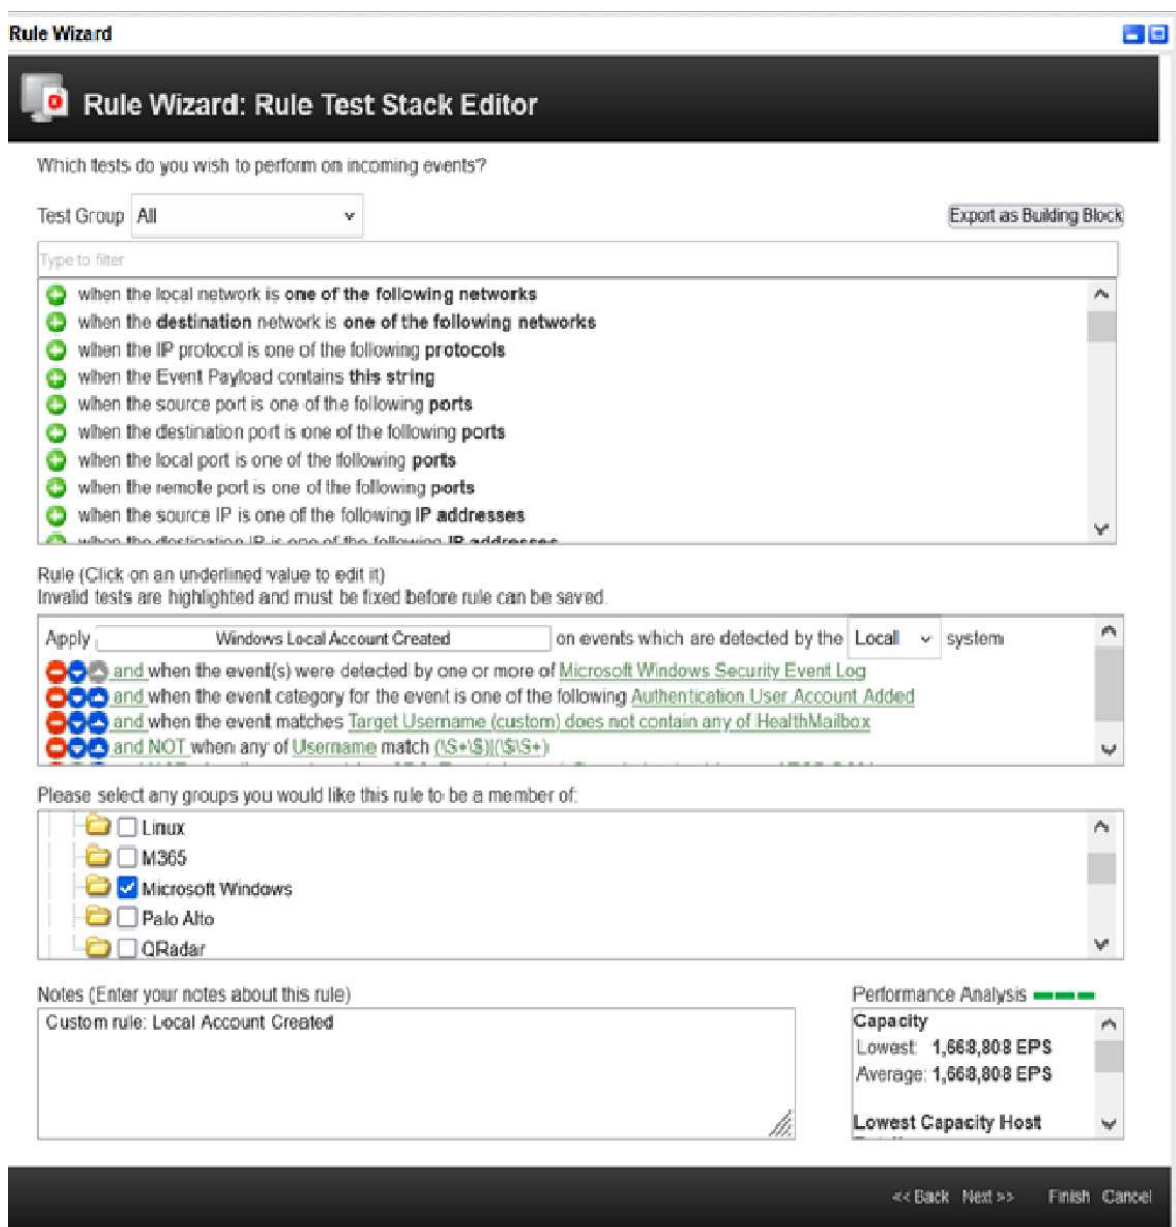 Rule Wizard
Rule Wizard: Rule Test Stack Editor
Which tests do you wish to perform on incoming events?
Test Group All
Export as Building Block
Type to filter
when the local network is one of the following networks
when the destination network is one of the following networks
when the IP protocol is one of the following protocols
when the Event Payload contains this string
when the source port is one of the following ports
when the destination port is one of the following ports
when the local port is one of the following ports
when the remote port is one of the following ports
when the source IP is one of the following IP addresses
when the destination IP is one of the following IP addresses
Rule (Click on an underlined value to edit it)
Invalid tests are highlighted and must be fixed before rule can be saved.
Apply Windows Local Account Created on events which are detected by the Local system
and when the event(s) were detected by one or more of Microsoft Windows Security Event Log
and when the event category for the event is one of the following Authentication.User Account Added
and when the event matches Target Username (custom) does not contain any of HealthMailbox
and NOT when any of Username match (\S+\$)|(\$\S+)
Please select any groups you would like this rule to be a member of:
Linux
M365
Microsoft Windows
Palo Alto
QRadar
Notes (Enter your notes about this rule)
Custom rule: Local Account Created
Performance Analysis
Capacity
Lowest: 1,668,808 EPS
Average: 1,668,808 EPS
Lowest Capacity Host
<< Back Next >> Finish Cancel